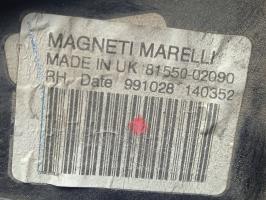 MAGNETI MARELLI
MADE IN UK 81550-02090
RH Date 991028 140352